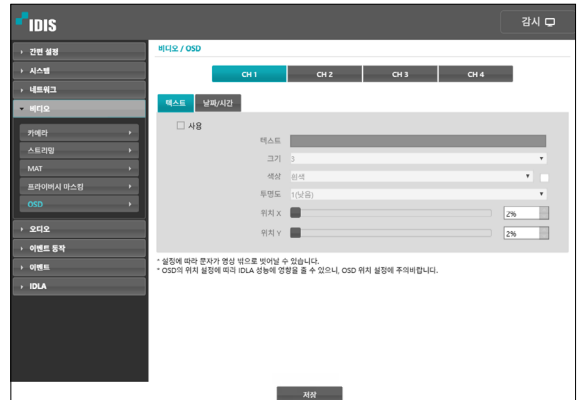 IDIS
감시
간편 설정
시스템
네트워크
비디오
카메라
스트리밍
MAT
프라이버시 마스킹
OSD
오디오
이벤트 동작
이벤트
IDLA
비디오 / OSD
CH 1 CH 2 CH 3 CH 4
텍스트 날짜/시간
사용
텍스트
크기 3
색상 흰색
투명도 1(낮음)
위치 X 2%
위치 Y 2%
* 설정에 따라 문자가 영상 밖으로 벗어날 수 있습니다.
* OSD의 위치 설정에 따라 IDLA 성능에 영향을 줄 수 있으니, OSD 위치 설정에 주의바랍니다.
저장